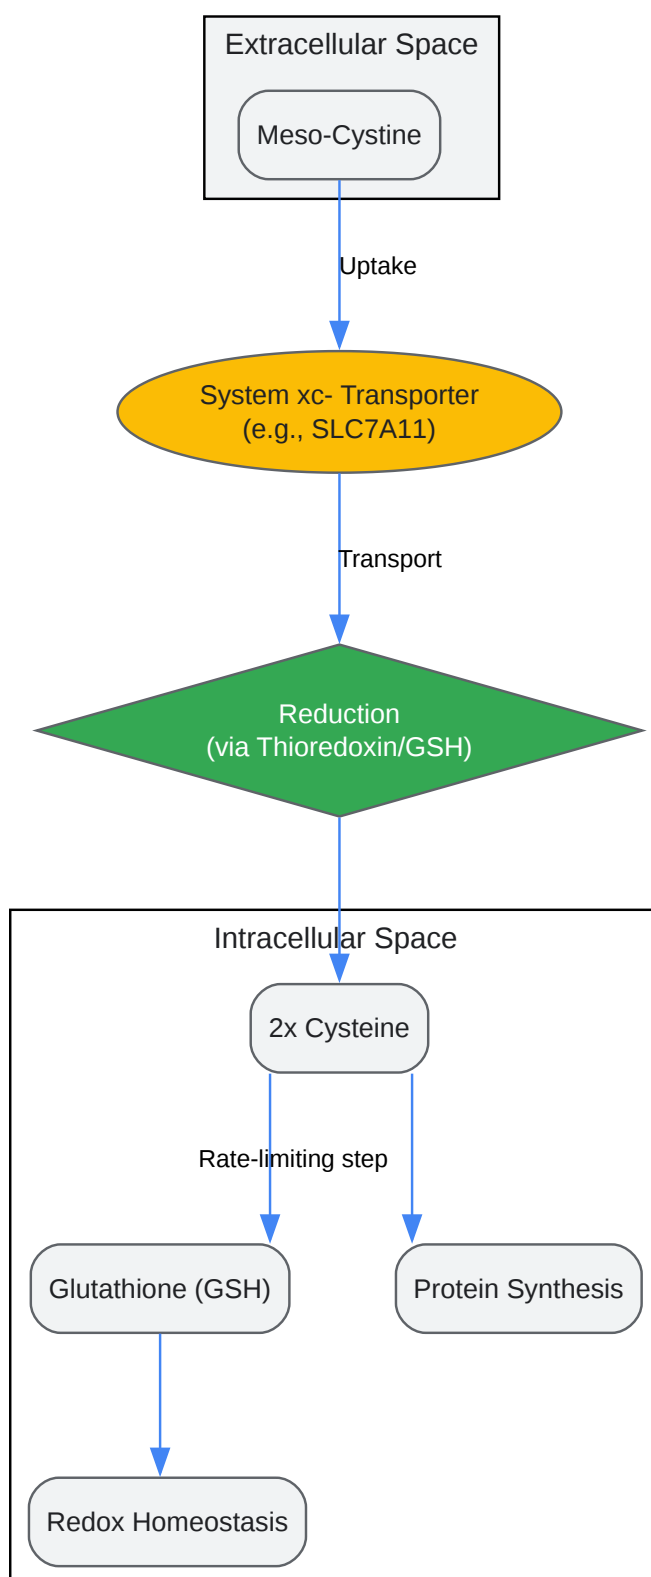 Extracellular Space
Meso-Cystine
Uptake
System xc- Transporter
(e.g., SLC7A11)
Transport
Reduction
(via Thioredoxin/GSH)
Intracellular Space
2x Cysteine
Rate-limiting step
Glutathione (GSH)
Protein Synthesis
Redox Homeostasis